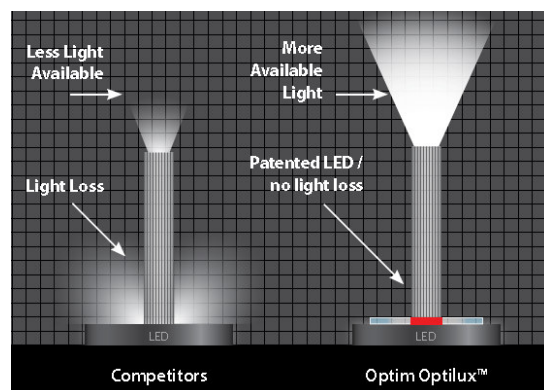 Less Light
Available
Light Loss
LED
Competitors
More
Available
Light
Patented LED /
no light loss
LED
Optim Optilux™